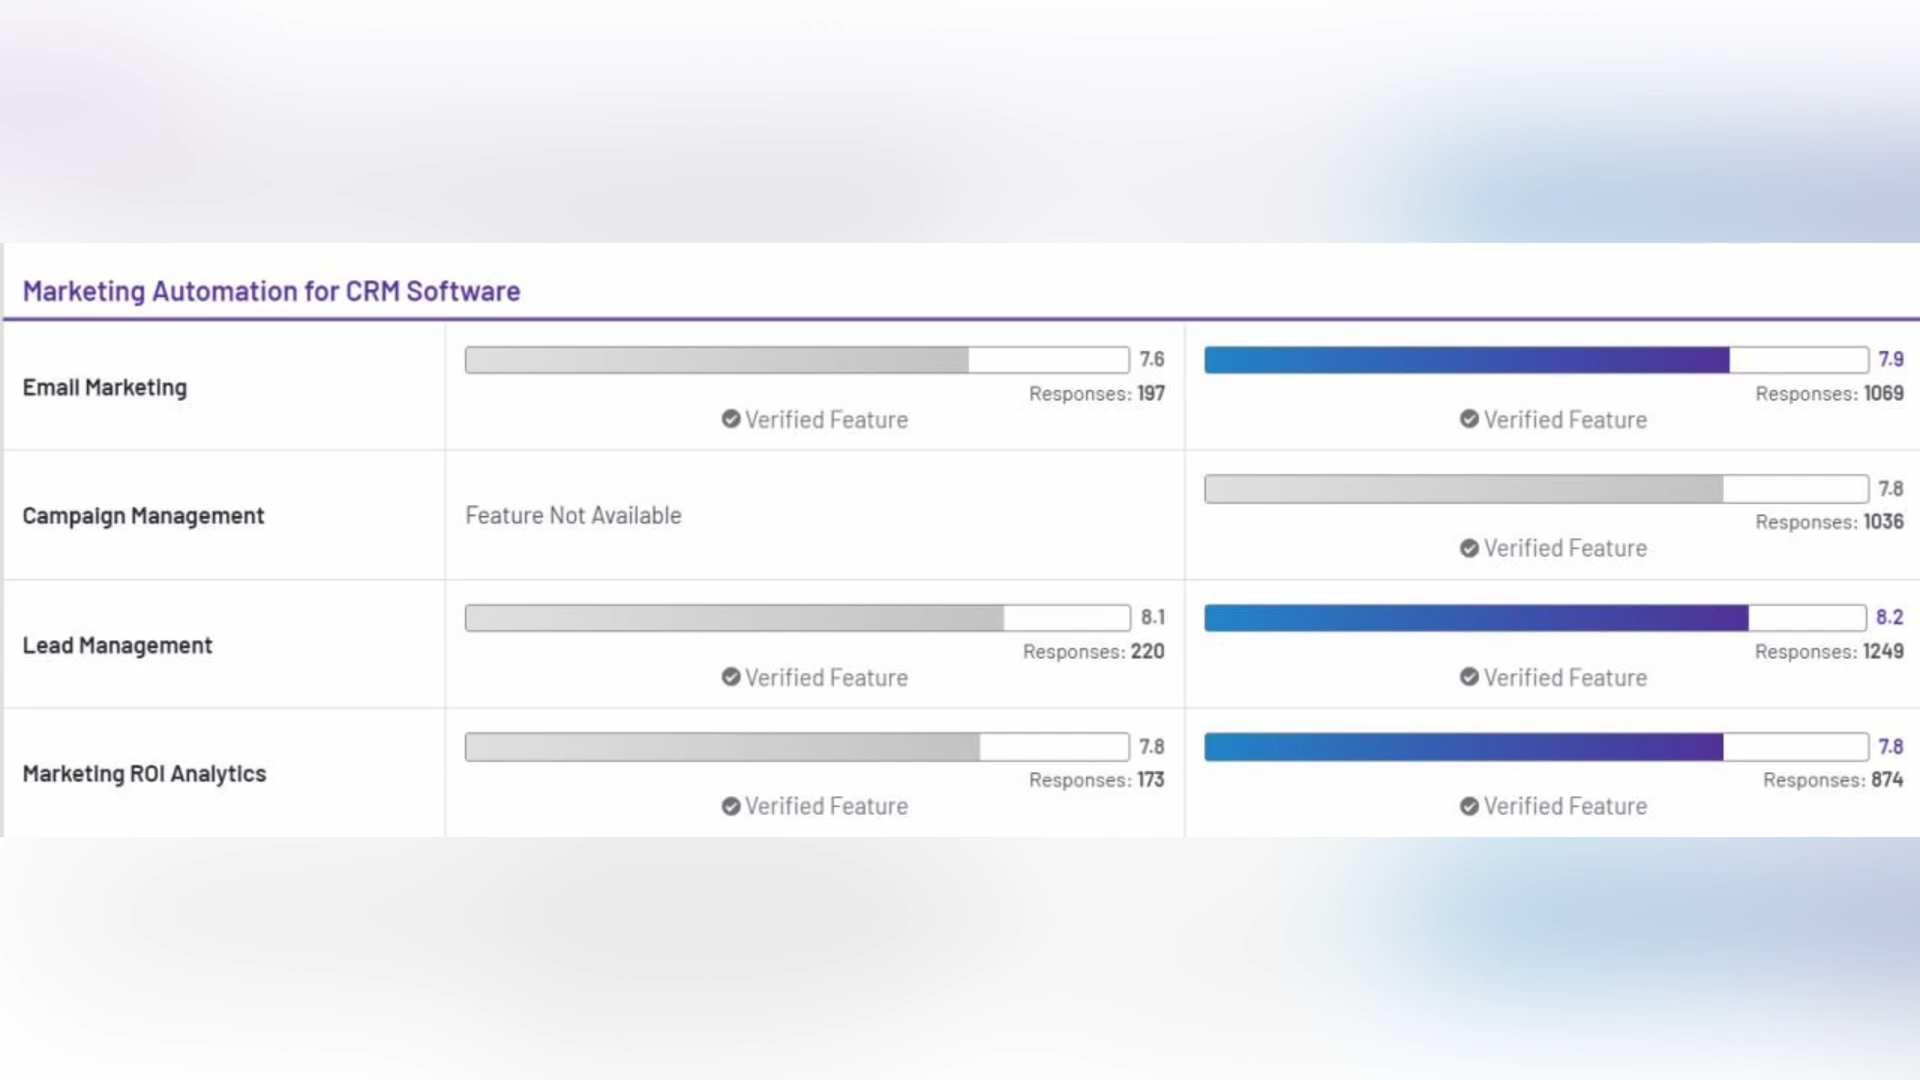 Marketing Automation for CRM Software
Email Marketing
7.6
Responses: 197
Verified Feature
7.9
Responses: 1069
Verified Feature
Campaign Management
Feature Not Available
7.8
Responses: 1036
Verified Feature
Lead Management
8.1
Responses: 220
Verified Feature
8.2
Responses: 1249
Verified Feature
Marketing ROI Analytics
7.8
Responses: 173
Verified Feature
7.8
Responses: 874
Verified Feature